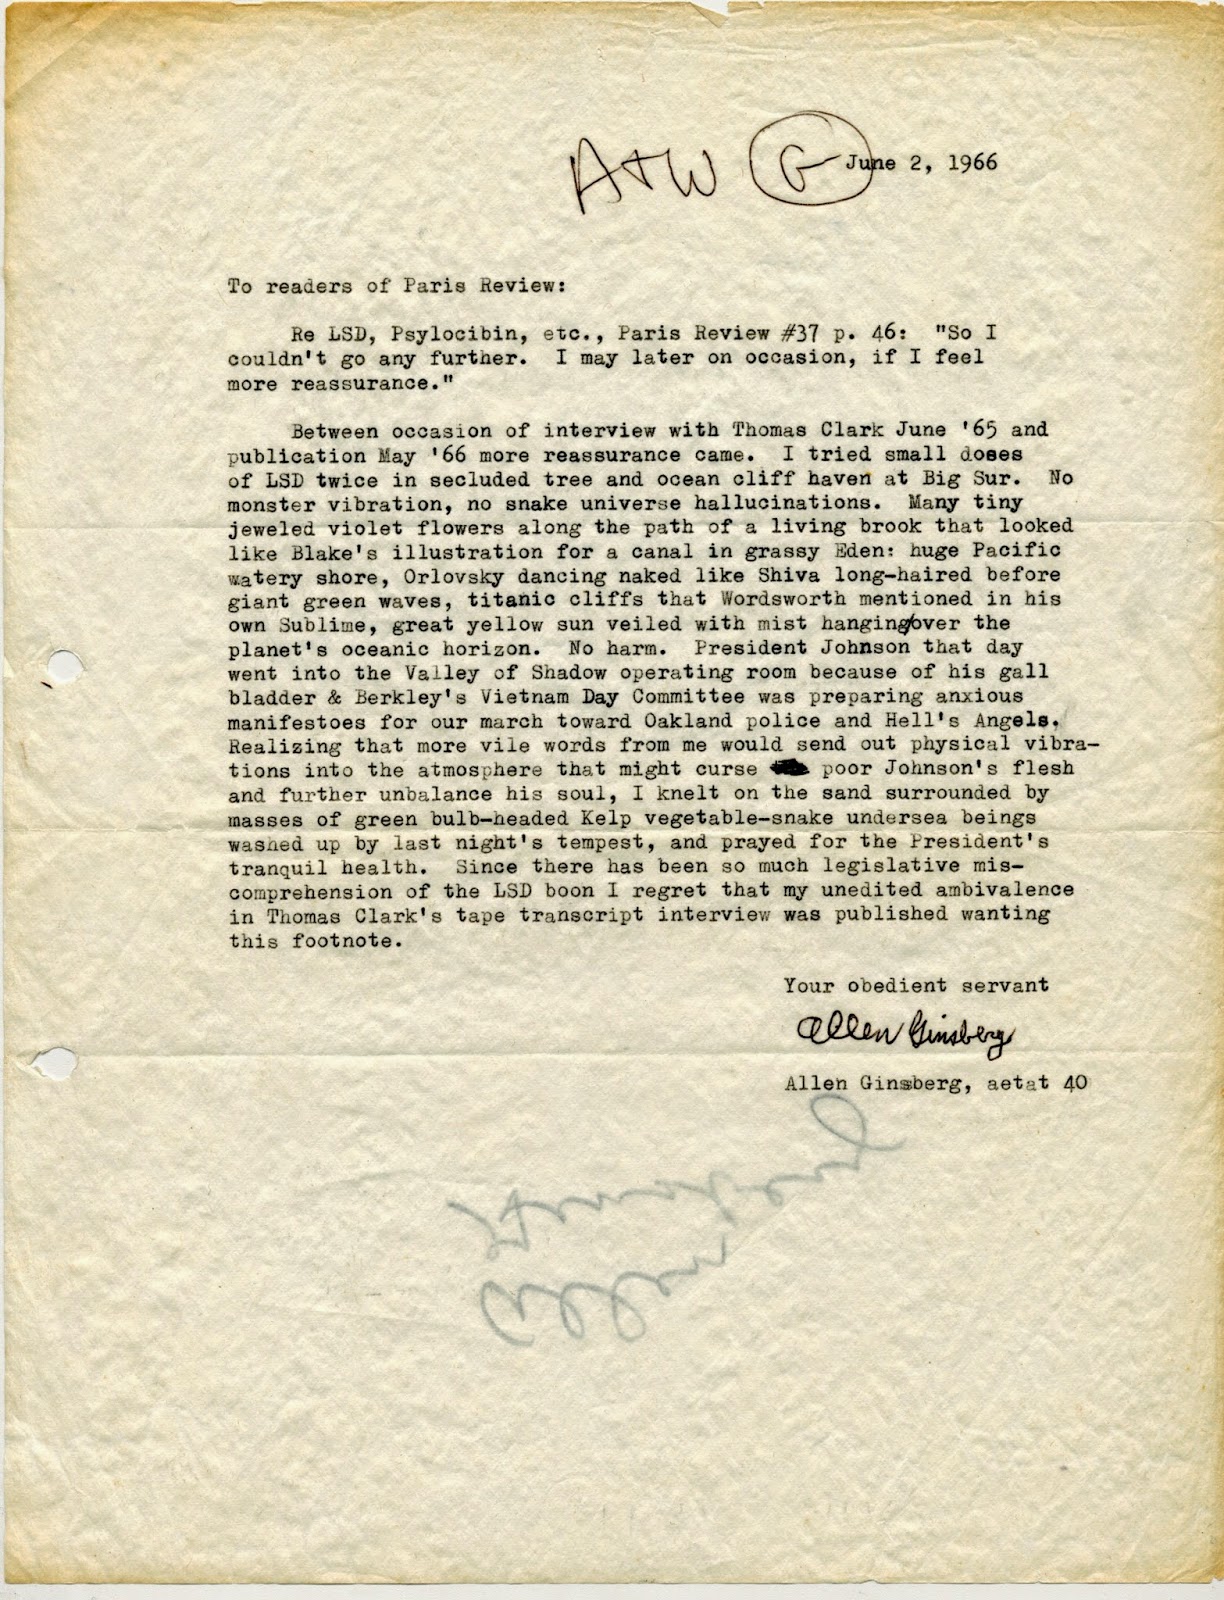 A+W G June 2, 1966
To readers of Paris Review:
Re LSD, Psylocibin, etc., Paris Review #37 p. 46: "So I
couldn't go any further. I may later on occasion, if I feel
more reassurance."
Between occasion of interview with Thomas Clark June '65 and
publication May '66 more reassurance came. I tried small doses
of LSD twice in secluded tree and ocean cliff haven at Big Sur. No
monster vibration, no snake universe hallucinations. Many tiny
jeweled violet flowers along the path of a living brook that looked
like Blake's illustration for a canal in grassy Eden: huge Pacific
watery shore, Orlovsky dancing naked like Shiva long-haired before
giant green waves, titanic cliffs that Wordsworth mentioned in his
own Sublime, great yellow sun veiled with mist hanging/over the
planet's oceanic horizon. No harm. President Johnson that day
went into the Valley of Shadow operating room because of his gall
bladder & Berkley's Vietnam Day Committee was preparing anxious
manifestoes for our march toward Oakland police and Hell's Angels.
Realizing that more vile words from me would send out physical vibra-
tions into the atmosphere that might curse poor Johnson's flesh
and further unbalance his soul, I knelt on the sand surrounded by
masses of green bulb-headed Kelp vegetable-snake undersea beings
washed up by last night's tempest, and prayed for the President's
tranquil health. Since there has been so much legislative mis-
comprehension of the LSD boon I regret that my unedited ambivalence
in Thomas Clark's tape transcript interview was published wanting
this footnote.
Your obedient servant
Allen Ginsberg
Allen Ginsberg, aetat 40
Allen
Ginsberg